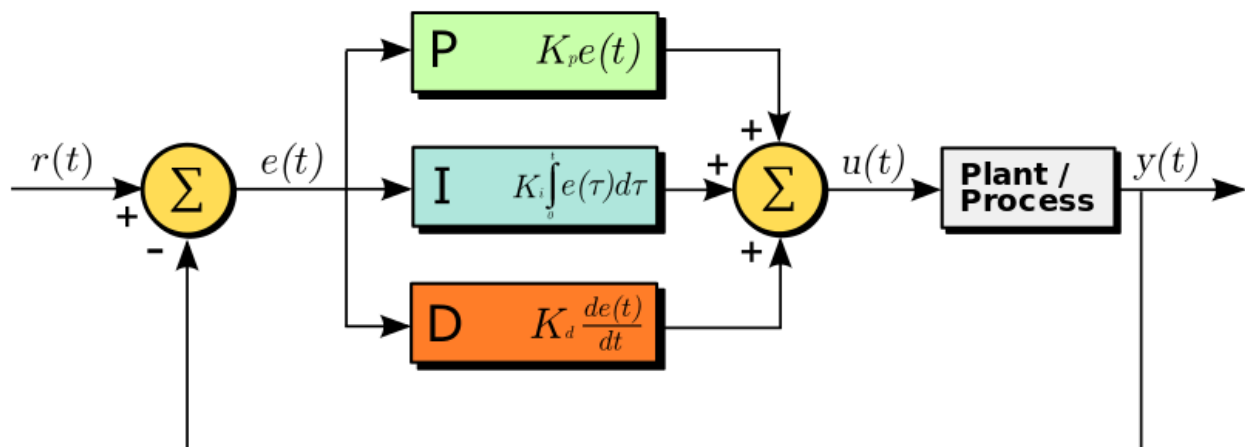 P K_p e(t)
r(t) Σ e(t) I K_i ∫_0^t e(τ)dτ Σ u(t) Plant / Process y(t)
D K_d de(t)/dt
+
-
+
+
+